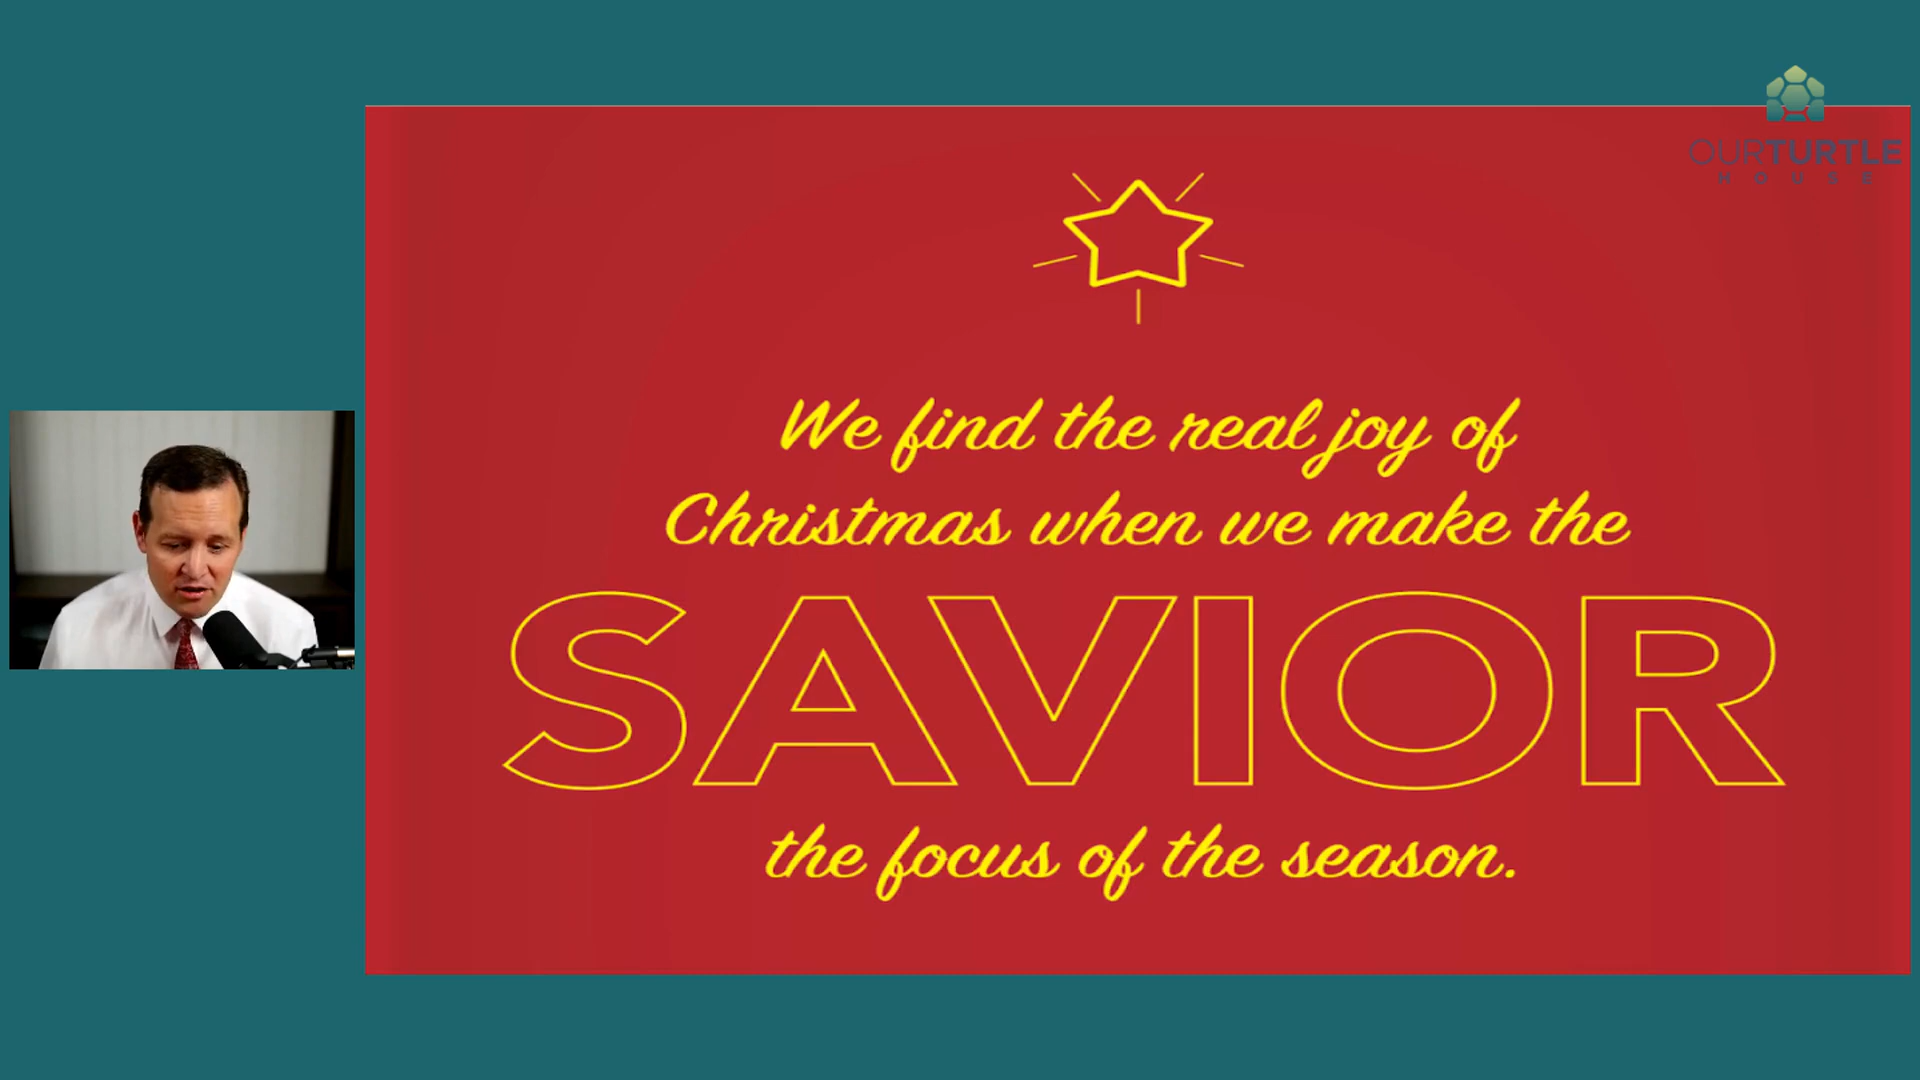 OURTURTLE
HOUSE
We find the real joy of
Christmas when we make the
SAVIOR
the focus of the season.